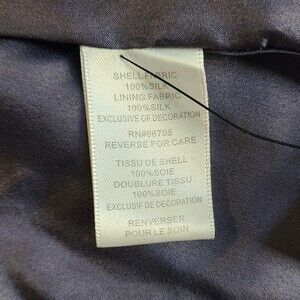 SHELL FABRIC
100%SILK
LINING FABRIC
100%SILK
EXCLUSIVE OF DECORATION
RN#96705
REVERSE FOR CARE
TISSU DE SHELL
100%SOIE
DOUBLURE TISSU
100%SOIE
EXCLUSIF DE DECORATION
RENVERSER
POUR LE SOIN